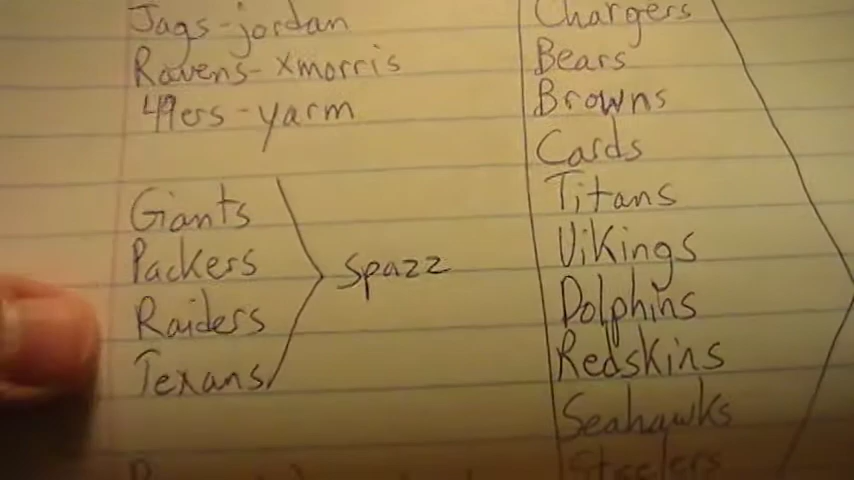 Jags-jordan
Ravens-xmorris
49ers-yarm
Giants
Packers
Raiders
Texans
Spazz
Chargers
Bears
Browns
Cards
Titans
Vikings
Dolphins
Redskins
Seahawks
Steelers